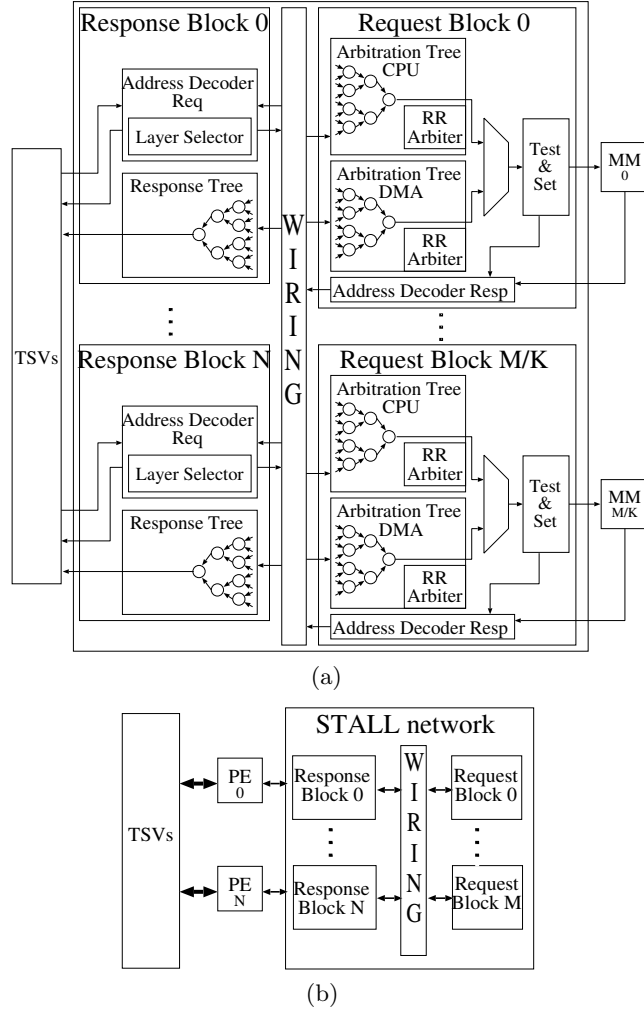 Response Block 0
Request Block 0
Address Decoder
Req
Layer Selector
Response Tree
Arbitration Tree
CPU
RR
Arbiter
Arbitration Tree
DMA
RR
Arbiter
Test
&
Set
MM
0
Address Decoder Resp
TSVs
WIRING
Response Block N
Request Block M/K
Address Decoder
Req
Layer Selector
Response Tree
Arbitration Tree
CPU
RR
Arbiter
Arbitration Tree
DMA
RR
Arbiter
Test
&
Set
MM
M/K
Address Decoder Resp
(a)
STALL network
TSVs
PE
0
Response
Block 0
WIRING
Request
Block 0
PE
N
Response
Block N
Request
Block M
(b)